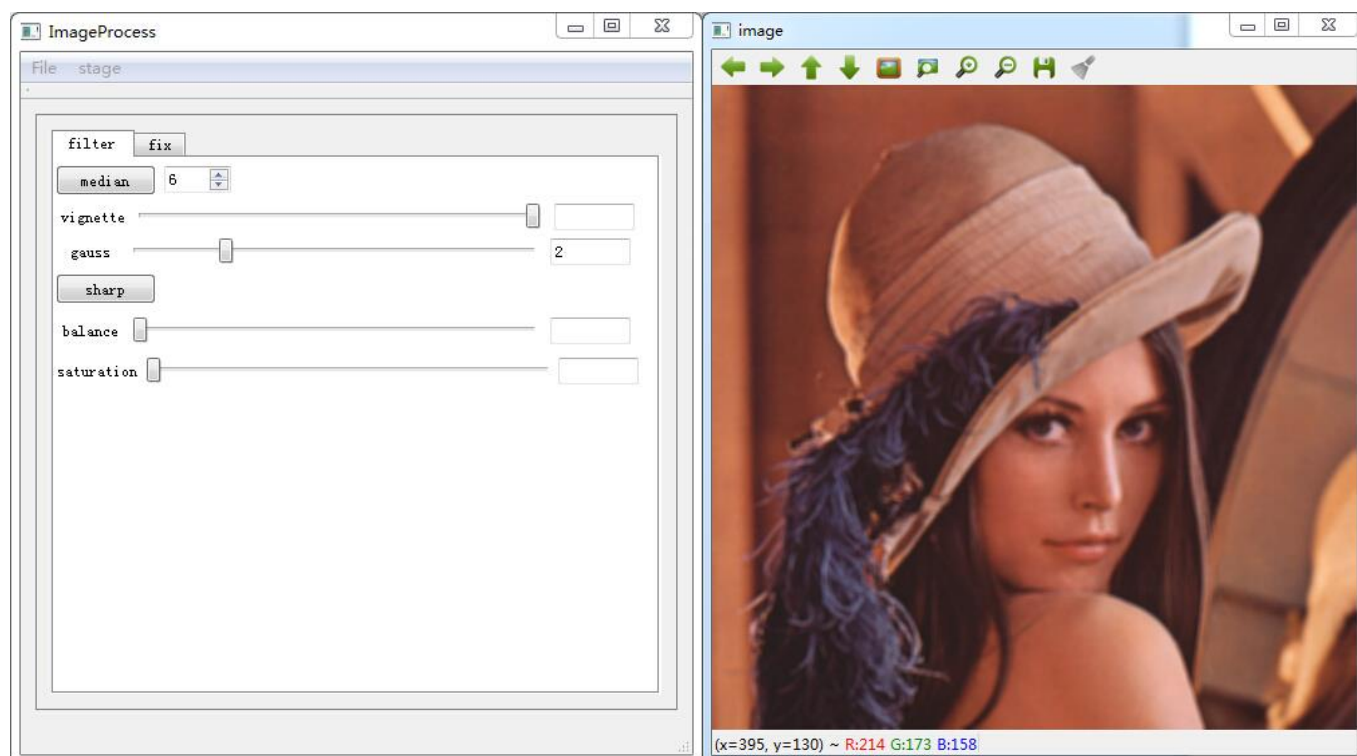 ImageProcess
File stage
filter fix
median 6
vignette
gauss 2
sharp
balance
saturation
image
(x=395, y=130) ~ R:214 G:173 B:158